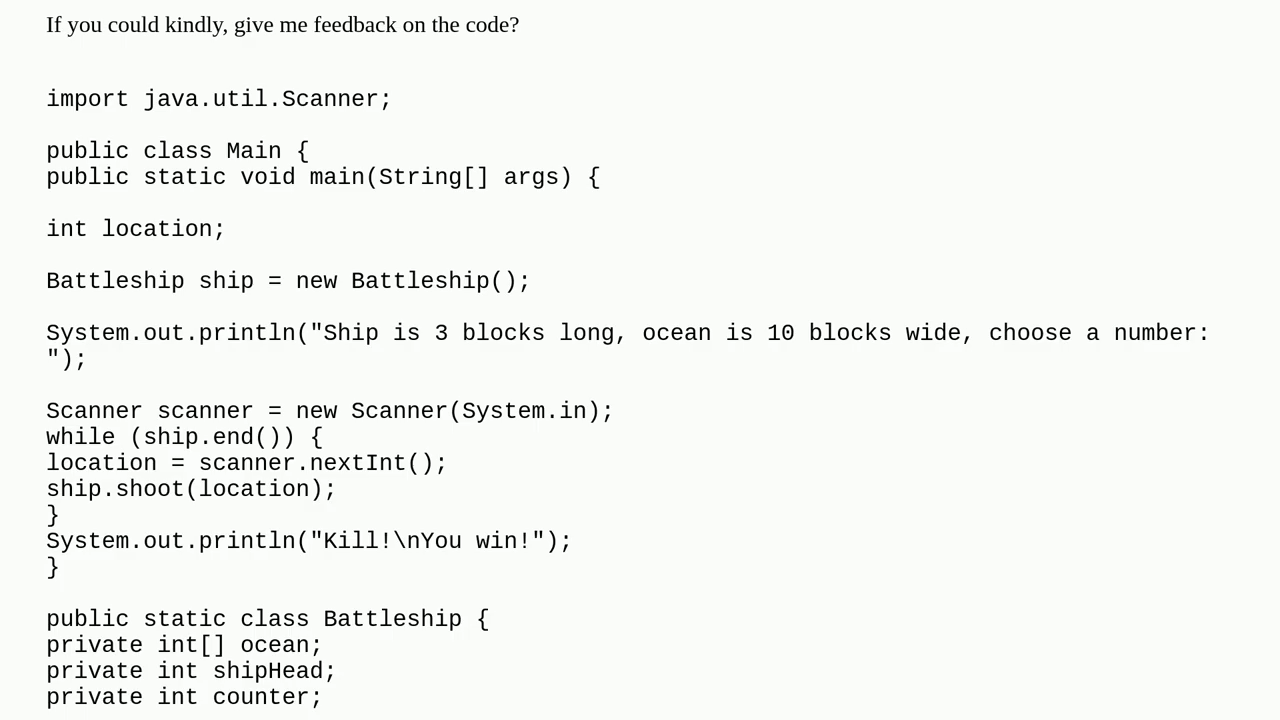 If you could kindly, give me feedback on the code?
import java.util.Scanner;
public class Main {
public static void main(String[] args) {
int location;
Battleship ship = new Battleship();
System.out.println("Ship is 3 blocks long, ocean is 10 blocks wide, choose a number:
");
Scanner scanner = new Scanner(System.in);
while (ship.end()) {
location = scanner.nextInt();
ship.shoot(location);
}
System.out.println("Kill!\nYou win!");
}
public static class Battleship {
private int[] ocean;
private int shipHead;
private int counter;